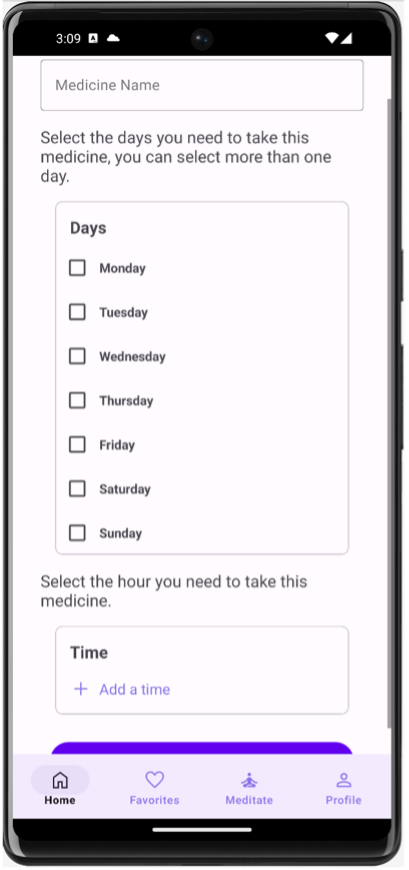 3:09
Medicine Name
Select the days you need to take this
medicine, you can select more than one
day.
Days
Monday
Tuesday
Wednesday
Thursday
Friday
Saturday
Sunday
Select the hour you need to take this
medicine.
Time
+ Add a time
Home
Favorites
Meditate
Profile